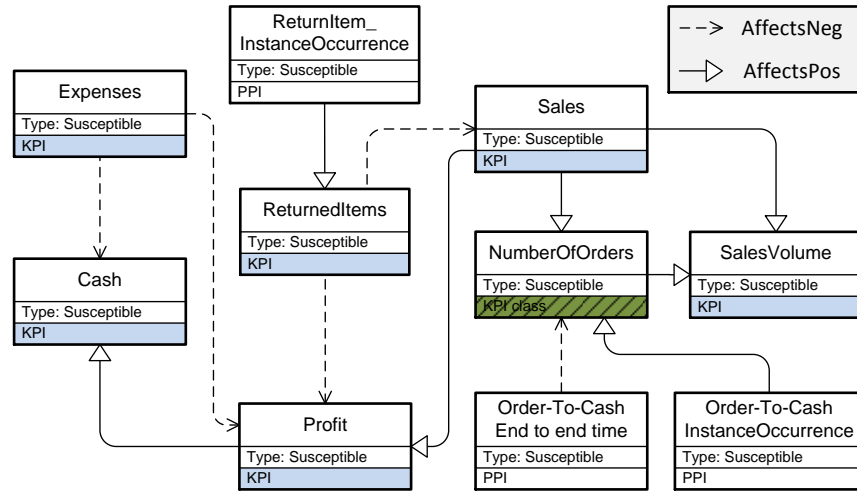 ReturnItem_
InstanceOccurrence
Type: Susceptible
PPI
AffectsNeg
AffectsPos
Expenses
Type: Susceptible
KPI
Sales
Type: Susceptible
KPI
ReturnedItems
Type: Susceptible
KPI
Cash
Type: Susceptible
KPI
NumberOfOrders
Type: Susceptible
KPI class
SalesVolume
Type: Susceptible
KPI
Profit
Type: Susceptible
KPI
Order-To-Cash
End to end time
Type: Susceptible
PPI
Order-To-Cash
InstanceOccurrence
Type: Susceptible
PPI